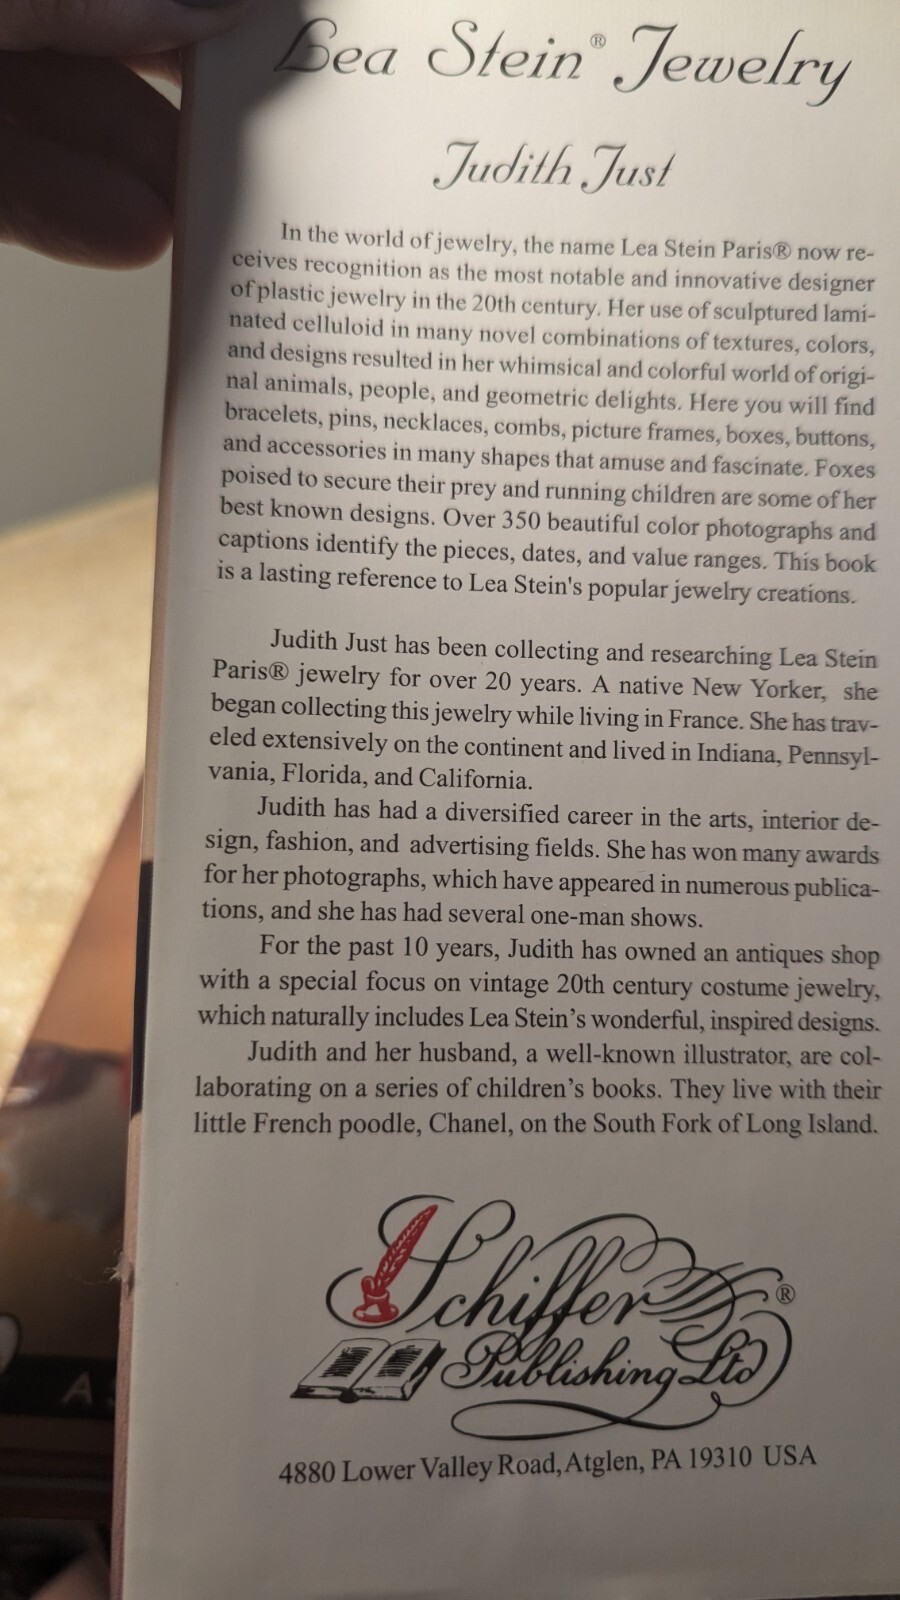 Lea Stein® Jewelry
Judith Just
In the world of jewelry, the name Lea Stein Paris® now re-
ceives recognition as the most notable and innovative designer
of plastic jewelry in the 20th century. Her use of sculptured lami-
nated celluloid in many novel combinations of textures, colors,
and designs resulted in her whimsical and colorful world of origi-
nal animals, people, and geometric delights. Here you will find
bracelets, pins, necklaces, combs, picture frames, boxes, buttons,
and accessories in many shapes that amuse and fascinate. Foxes
poised to secure their prey and running children are some of her
best known designs. Over 350 beautiful color photographs and
captions identify the pieces, dates, and value ranges. This book
is a lasting reference to Lea Stein's popular jewelry creations.
Judith Just has been collecting and researching Lea Stein
Paris® jewelry for over 20 years. A native New Yorker, she
began collecting this jewelry while living in France. She has trav-
eled extensively on the continent and lived in Indiana, Pennsyl-
vania, Florida, and California.
Judith has had a diversified career in the arts, interior de-
sign, fashion, and advertising fields. She has won many awards
for her photographs, which have appeared in numerous publica-
tions, and she has had several one-man shows.
For the past 10 years, Judith has owned an antiques shop
with a special focus on vintage 20th century costume jewelry,
which naturally includes Lea Stein’s wonderful, inspired designs.
Judith and her husband, a well-known illustrator, are col-
laborating on a series of children’s books. They live with their
little French poodle, Chanel, on the South Fork of Long Island.
Schiffer®
Publishing Ltd
4880 Lower Valley Road, Atglen, PA 19310 USA